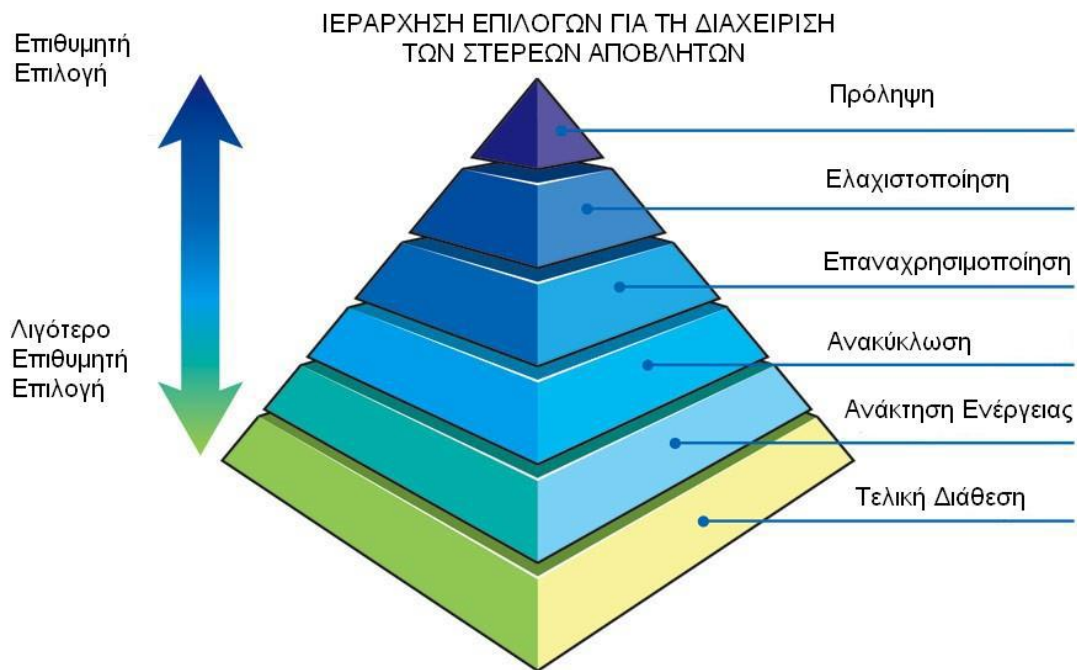 ΙΕΡΑΡΧΗΣΗ ΕΠΙΛΟΓΩΝ ΓΙΑ ΤΗ ΔΙΑΧΕΙΡΙΣΗ
ΤΩΝ ΣΤΕΡΕΩΝ ΑΠΟΒΛΗΤΩΝ
Επιθυμητή
Επιλογή
Πρόληψη
Ελαχιστοποίηση
Επαναχρησιμοποίηση
Λιγότερο
Επιθυμητή
Επιλογή
Ανακύκλωση
Ανάκτηση Ενέργειας
Τελική Διάθεση